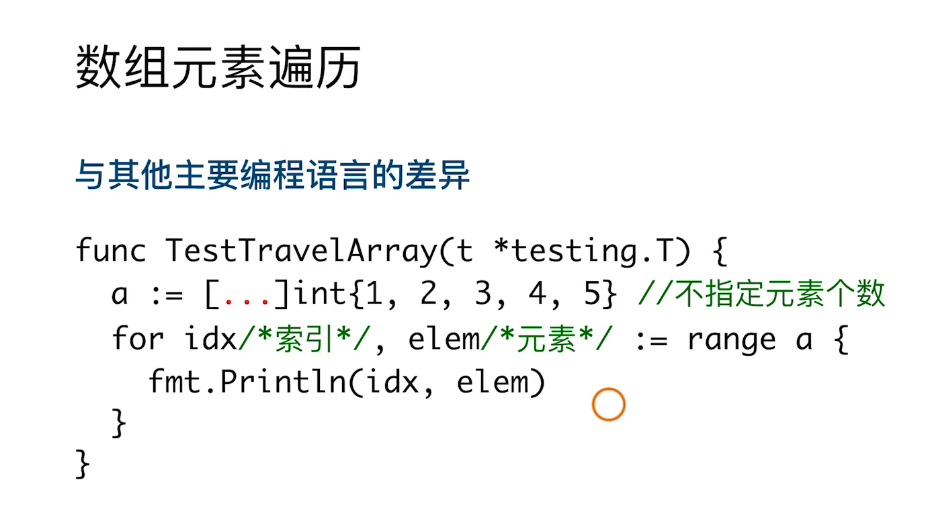 数组元素遍历
与其他主要编程语言的差异
func TestTravelArray(t *testing.T) {
  a := [...]int{1, 2, 3, 4, 5} //不指定元素个数
  for idx/*索引*/, elem/*元素*/ := range a {
    fmt.Println(idx, elem)
  }
}